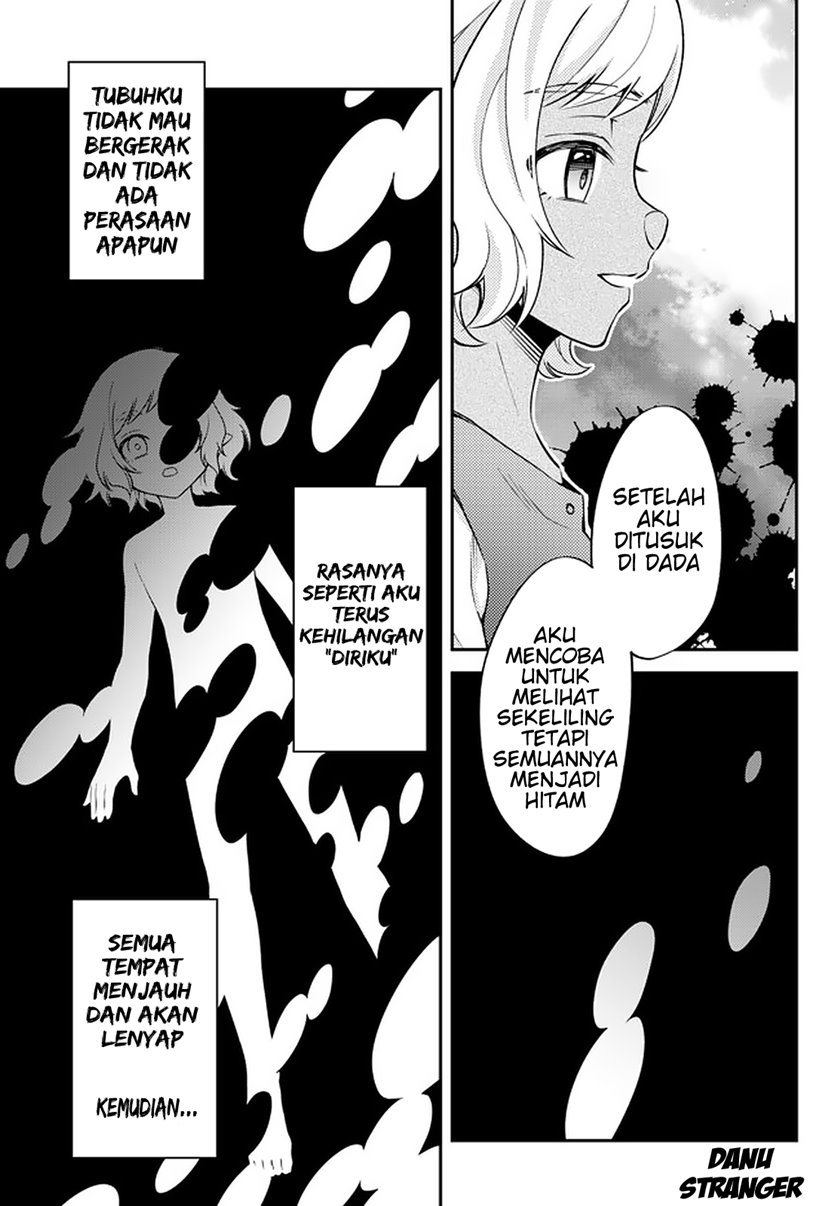 SETELAH
AKU
DITUSUK
DI DADA
AKU
MENCOBA
UNTUK
MELIHAT
SEKELILING
TETAPI
SEMUANNYA
MENJADI
HITAM
TUBUHKU
TIDAK MAU
BERGERAK
DAN TIDAK
ADA
PERASAAN
APAPUN
RASANYA
SEPERTI AKU
TERUS
KEHILANGAN
"DIRIKU"
SEMUA
TEMPAT
MENJAUH
DAN AKAN
LENYAP
KEMUDIAN...
DANU
STRANGER